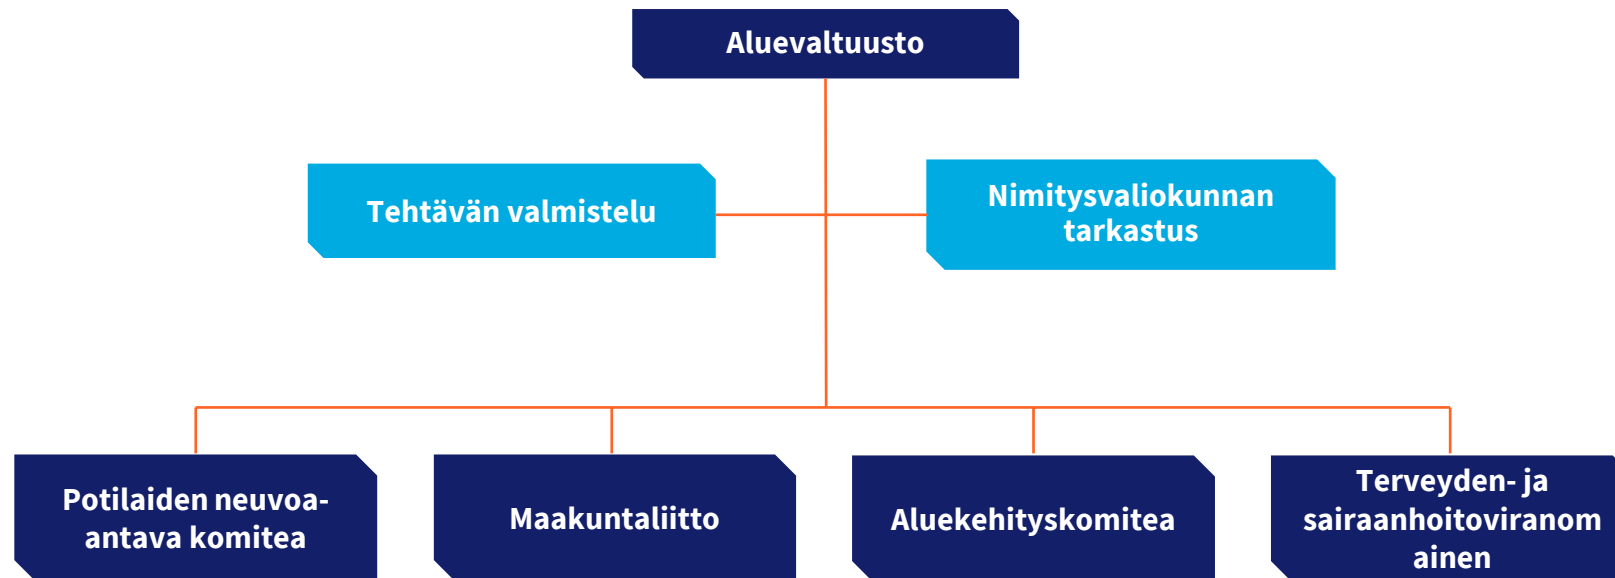 Aluevaltuusto
Tehtävän valmistelu
Nimitysvaliokunnan
tarkastus
Potilaiden neuvoa-
antava komitea
Maakuntaliitto
Aluekehityskomitea
Terveyden- ja
sairaanhoitoviranom
ainen